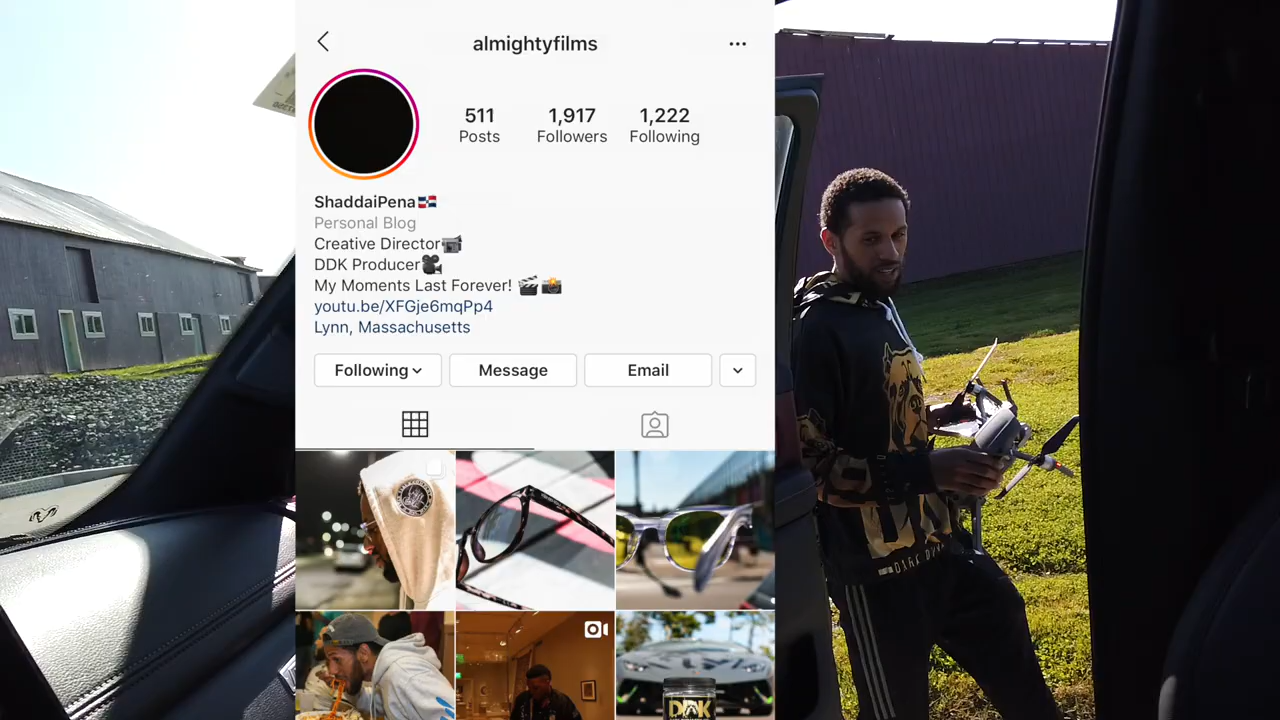 almightyfilms
511
1,917
1,222
Posts
Followers
Following
ShaddaiPena🇩🇴
Personal Blog
Creative Director📹
DDK Producer🎥
My Moments Last Forever! 🎬📸
youtu.be/XFGje6mqPp4
Lynn, Massachusetts
Following
Message
Email
DDK